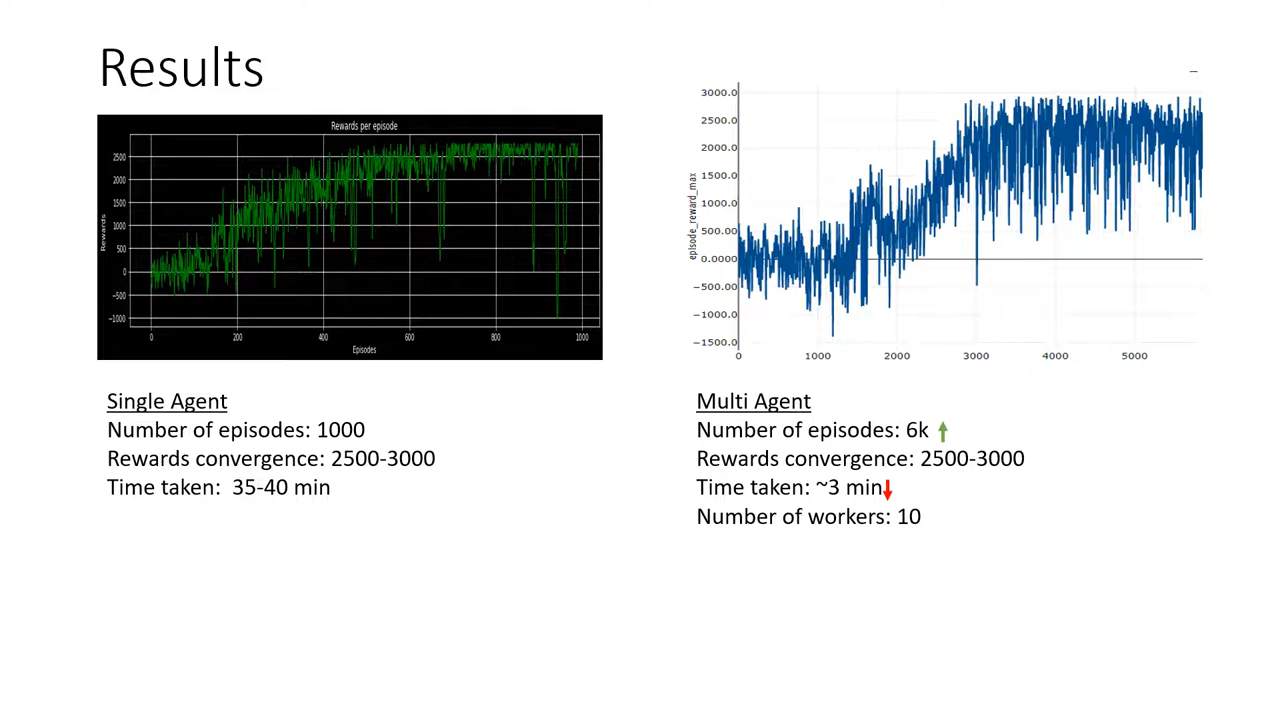 Results
Rewards per episode
2500
2000
1500
1000
500
0
−500
−1000
Rewards
0 200 400 600 800 1000
Episodes
3000.0
2500.0
2000.0
1500.0
1000.0
500.00
0.0000
−500.00
−1000.0
−1500.0
episode_reward_max
0 1000 2000 3000 4000 5000
Single Agent
Number of episodes: 1000
Rewards convergence: 2500-3000
Time taken: 35-40 min
Multi Agent
Number of episodes: 6k
Rewards convergence: 2500-3000
Time taken: ~3 min
Number of workers: 10